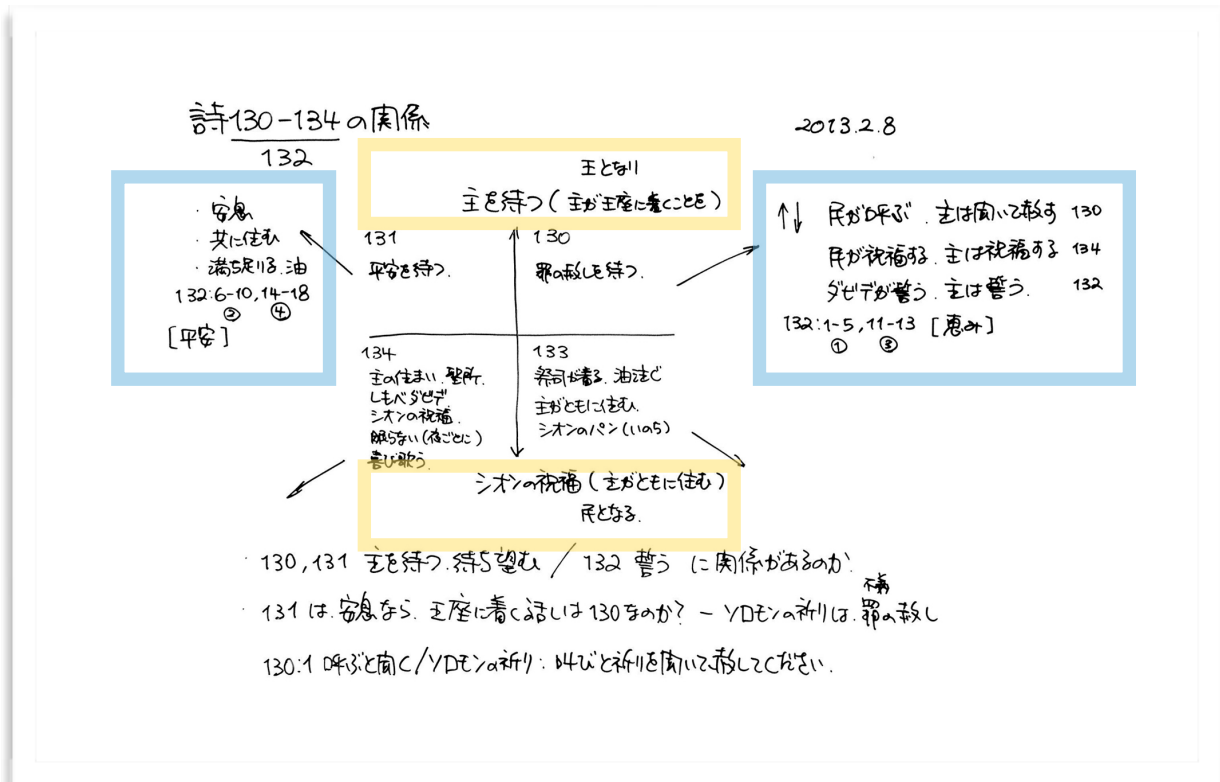 詩130-134の関係
132
2013.2.8
王となり
主を待つ(主が王座に着くことを)
・安息
・共に住む
・満ち足りる.油
132:6-10,14-18
② ④
[平安]
131
平安を待つ.
130
罪の赦しを待つ.
↑↓ 民が呼ぶ.主は聞いて赦す 130
民が祝福する.主は祝福する 134
ダビデが誓う.主は誓う. 132
132:1-5,11-13 [恵み]
① ③
134
主の住まい.聖所.
しもべダビデ
シオンの祝福.
眠らない(夜ごとに)
喜び歌う.
133
祭司が着る.油注ぐ
主がともに住む.
シオンのパン(いのち)
シオンの祝福(主がともに住む)
民となる.
・130,131 主を待つ.待ち望む / 132 誓う に関係があるのか.
不義
・131は.安息なら.王座に着く話しは130なのか? — ソロモンの祈りは.罪の赦し
130:1 呼ぶと聞く/ソロモンの祈り:叫びと祈りを聞いて赦してください.